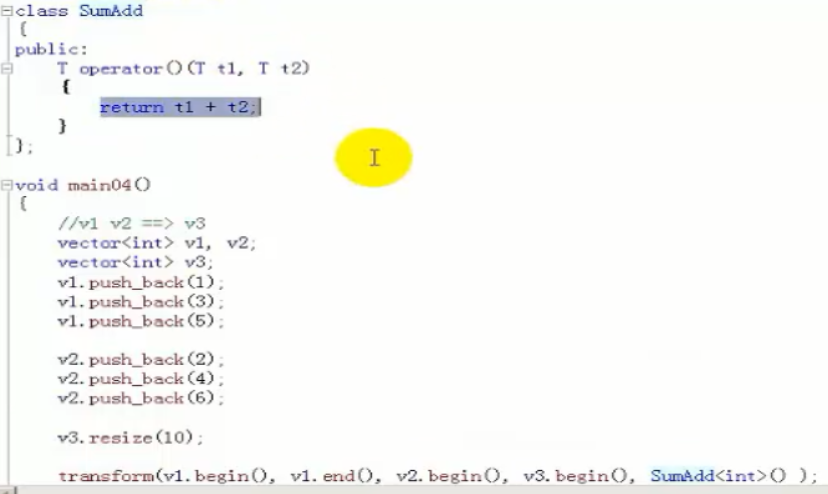 class SumAdd
{
public:
T operator()(T t1, T t2)
{
return t1 + t2;
}
};
void main04()
{
//v1 v2 ==> v3
vector<int> v1, v2;
vector<int> v3;
v1.push_back(1);
v1.push_back(3);
v1.push_back(5);
v2.push_back(2);
v2.push_back(4);
v2.push_back(6);
v3.resize(10);
transform(v1.begin(), v1.end(), v2.begin(), v3.begin(), SumAdd<int>() );